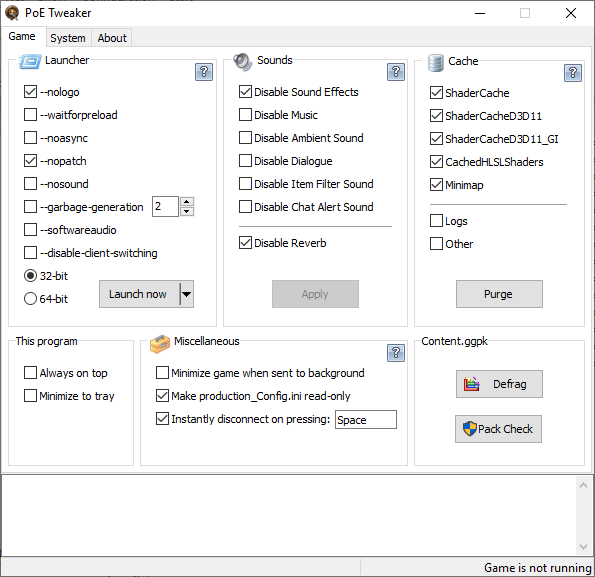 PoE Tweaker
Game System About
Launcher
?
--nologo
--waitforpreload
--noasync
--nopatch
--nosound
--garbage-generation 2
--softwareaudio
--disable-client-switching
32-bit
64-bit
Launch now
Sounds
?
Disable Sound Effects
Disable Music
Disable Ambient Sound
Disable Dialogue
Disable Item Filter Sound
Disable Chat Alert Sound
Disable Reverb
Apply
Cache
?
ShaderCache
ShaderCacheD3D11
ShaderCacheD3D11_GI
CachedHLSLShaders
Minimap
Logs
Other
Purge
This program
Always on top
Minimize to tray
Miscellaneous
?
Minimize game when sent to background
Make production_Config.ini read-only
Instantly disconnect on pressing: Space
Content.ggpk
Defrag
Pack Check
Game is not running